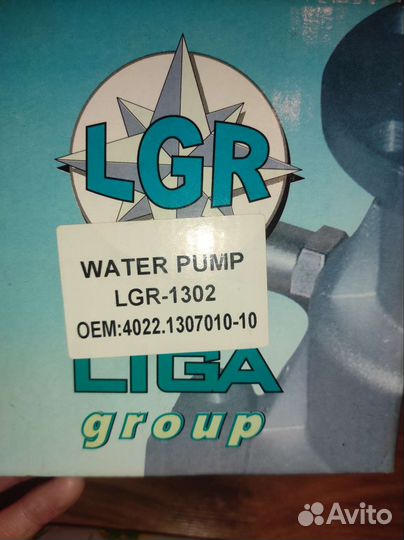 LGR
WATER PUMP
LGR-1302
OEM:4022.1307010-10
LIGA
group
Avito